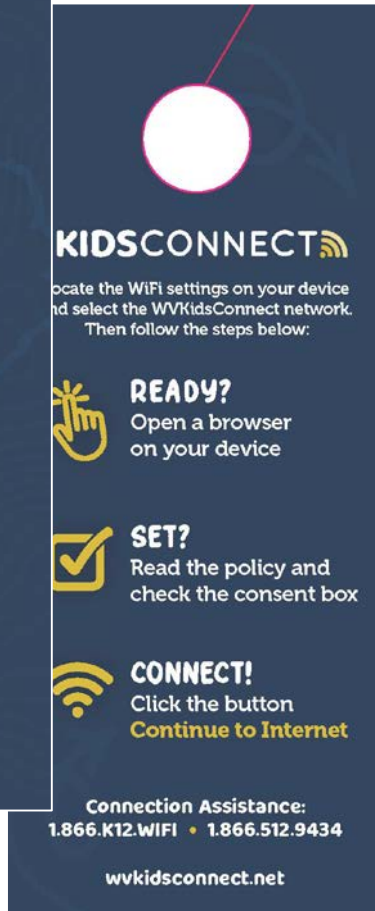 KIDSCONNECT
ocate the WiFi settings on your device
nd select the WVKidsConnect network.
Then follow the steps below:
READY?
Open a browser
on your device
SET?
Read the policy and
check the consent box
CONNECT!
Click the button
Continue to Internet
Connection Assistance:
1.866.K12.WIFI • 1.866.512.9434
wvkidsconnect.net